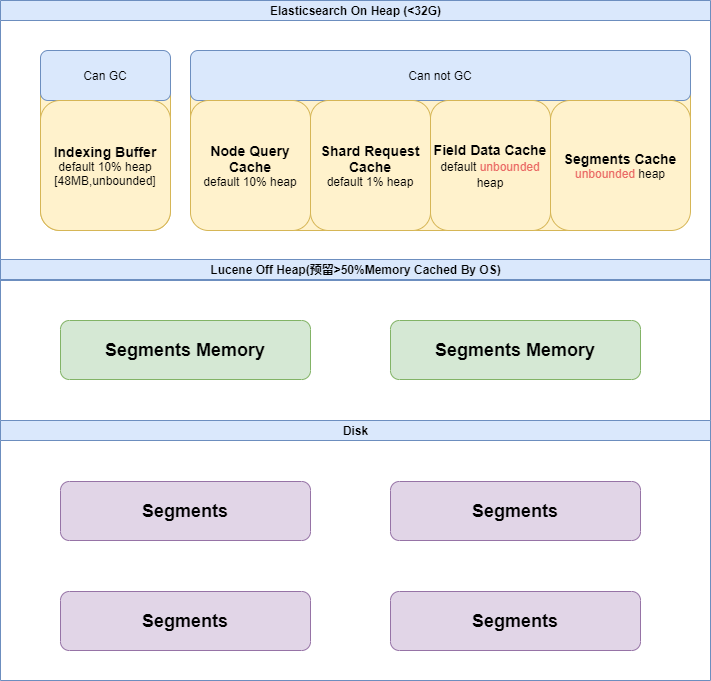 Elasticsearch On Heap (<32G)
Can GC
Can not GC
Indexing Buffer
default 10% heap
[48MB,unbounded]
Node Query
Cache
default 10% heap
Shard Request
Cache
default 1% heap
Field Data Cache
default unbounded
heap
Segments Cache
unbounded heap
Lucene Off Heap(预留>50%Memory Cached By OS)
Segments Memory
Segments Memory
Disk
Segments
Segments
Segments
Segments